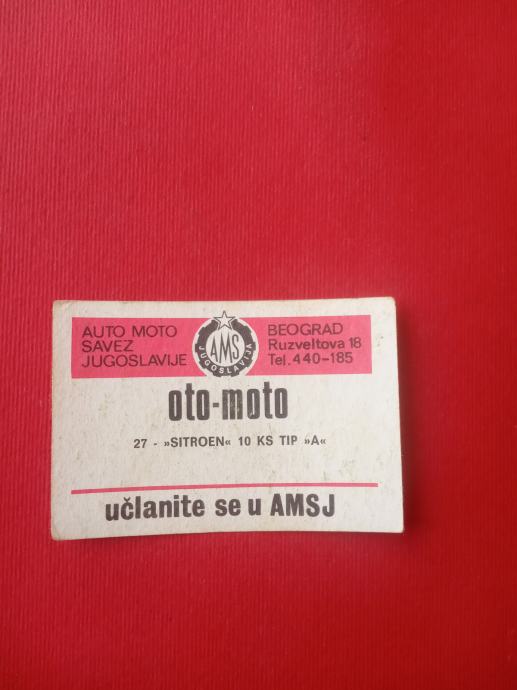 AUTO MOTO
SAVEZ
JUGOSLAVIJE
AMS
JUGOSLAVIJA
BEOGRAD
Ruzveltova 18
Tel. 440-185
oto-moto
27 - »SITROEN« 10 KS TIP »A«
učlanite se u AMSJ